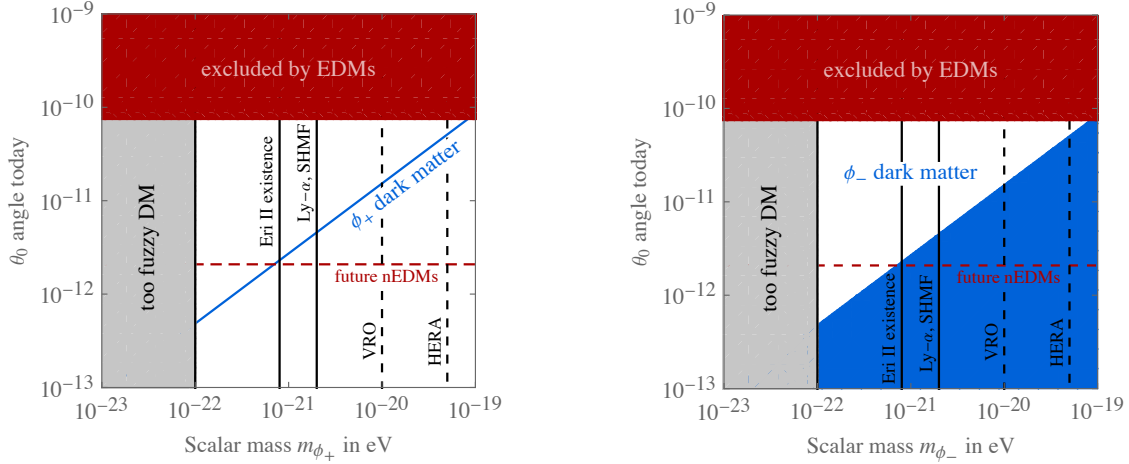 10⁻⁹
10⁻¹⁰
10⁻¹¹
10⁻¹²
10⁻¹³
θ₀ angle today
excluded by EDMs
too fuzzy DM
Eri II existence
Ly−α, SHMF
ϕ₊ dark matter
future nEDMs
VRO
HERA
10⁻²³
10⁻²²
10⁻²¹
10⁻²⁰
10⁻¹⁹
Scalar mass m_ϕ₊ in eV
10⁻⁹
10⁻¹⁰
10⁻¹¹
10⁻¹²
10⁻¹³
θ₀ angle today
excluded by EDMs
too fuzzy DM
ϕ₋ dark matter
future nEDMs
Eri II existence
Ly−α, SHMF
VRO
HERA
10⁻²³
10⁻²²
10⁻²¹
10⁻²⁰
10⁻¹⁹
Scalar mass m_ϕ₋ in eV